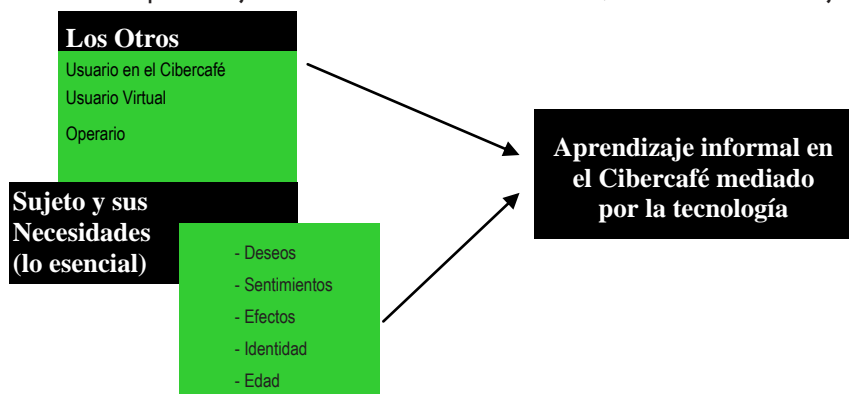 Los Otros
Usuario en el Cibercafé
Usuario Virtual
Operario
Sujeto y sus
Necesidades
(lo esencial)
- Deseos
- Sentimientos
- Efectos
- Identidad
- Edad
Aprendizaje informal en
el Cibercafé mediado
por la tecnología